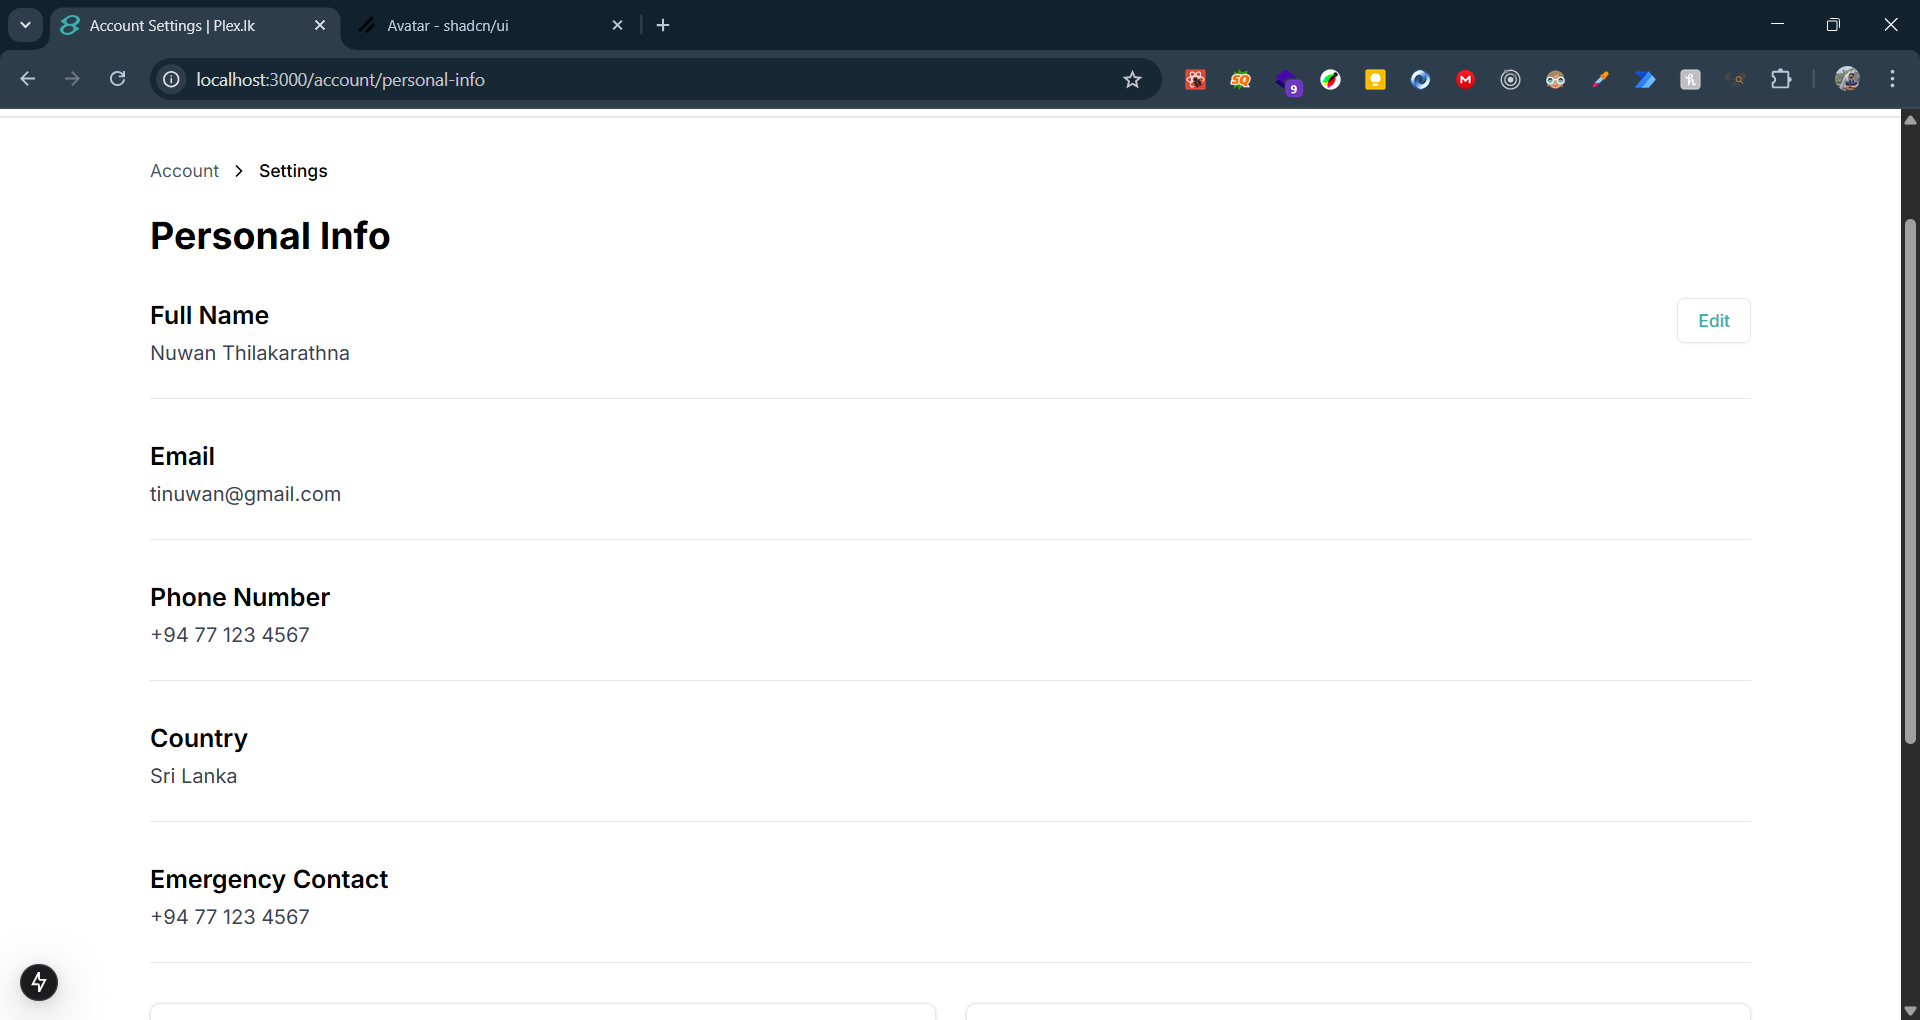 Account Settings | Plex.lk
Avatar - shadcn/ui
localhost:3000/account/personal-info
9
Account > Settings
Personal Info
Full Name
Edit
Nuwan Thilakarathna
Email
tinuwan@gmail.com
Phone Number
+94 77 123 4567
Country
Sri Lanka
Emergency Contact
+94 77 123 4567